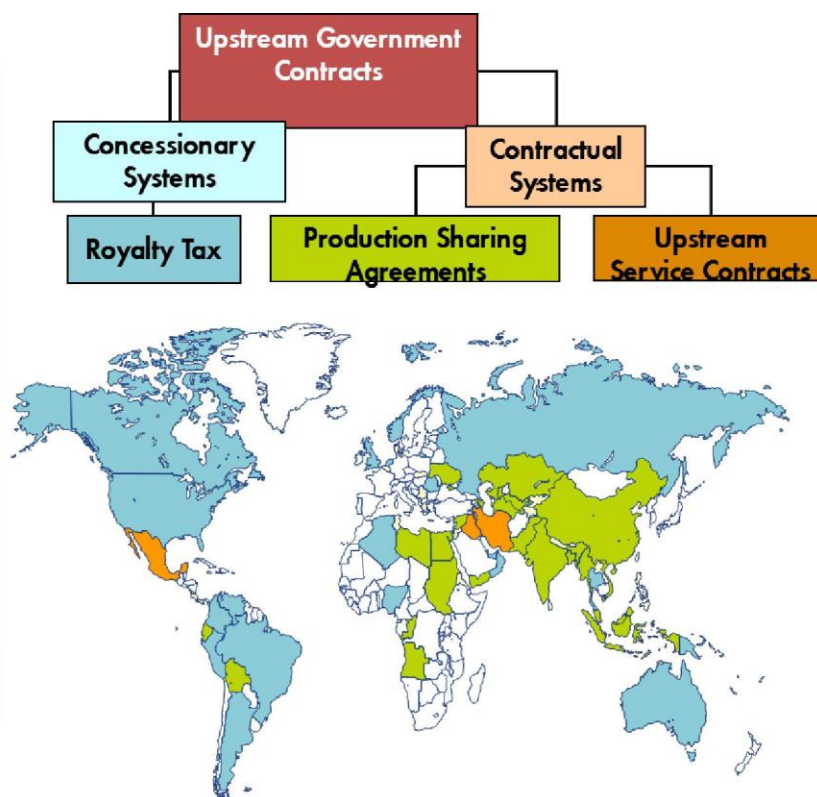 Upstream Government
Contracts
Concessionary
Systems
Contractual
Systems
Royalty Tax
Production Sharing
Agreements
Upstream
Service Contracts